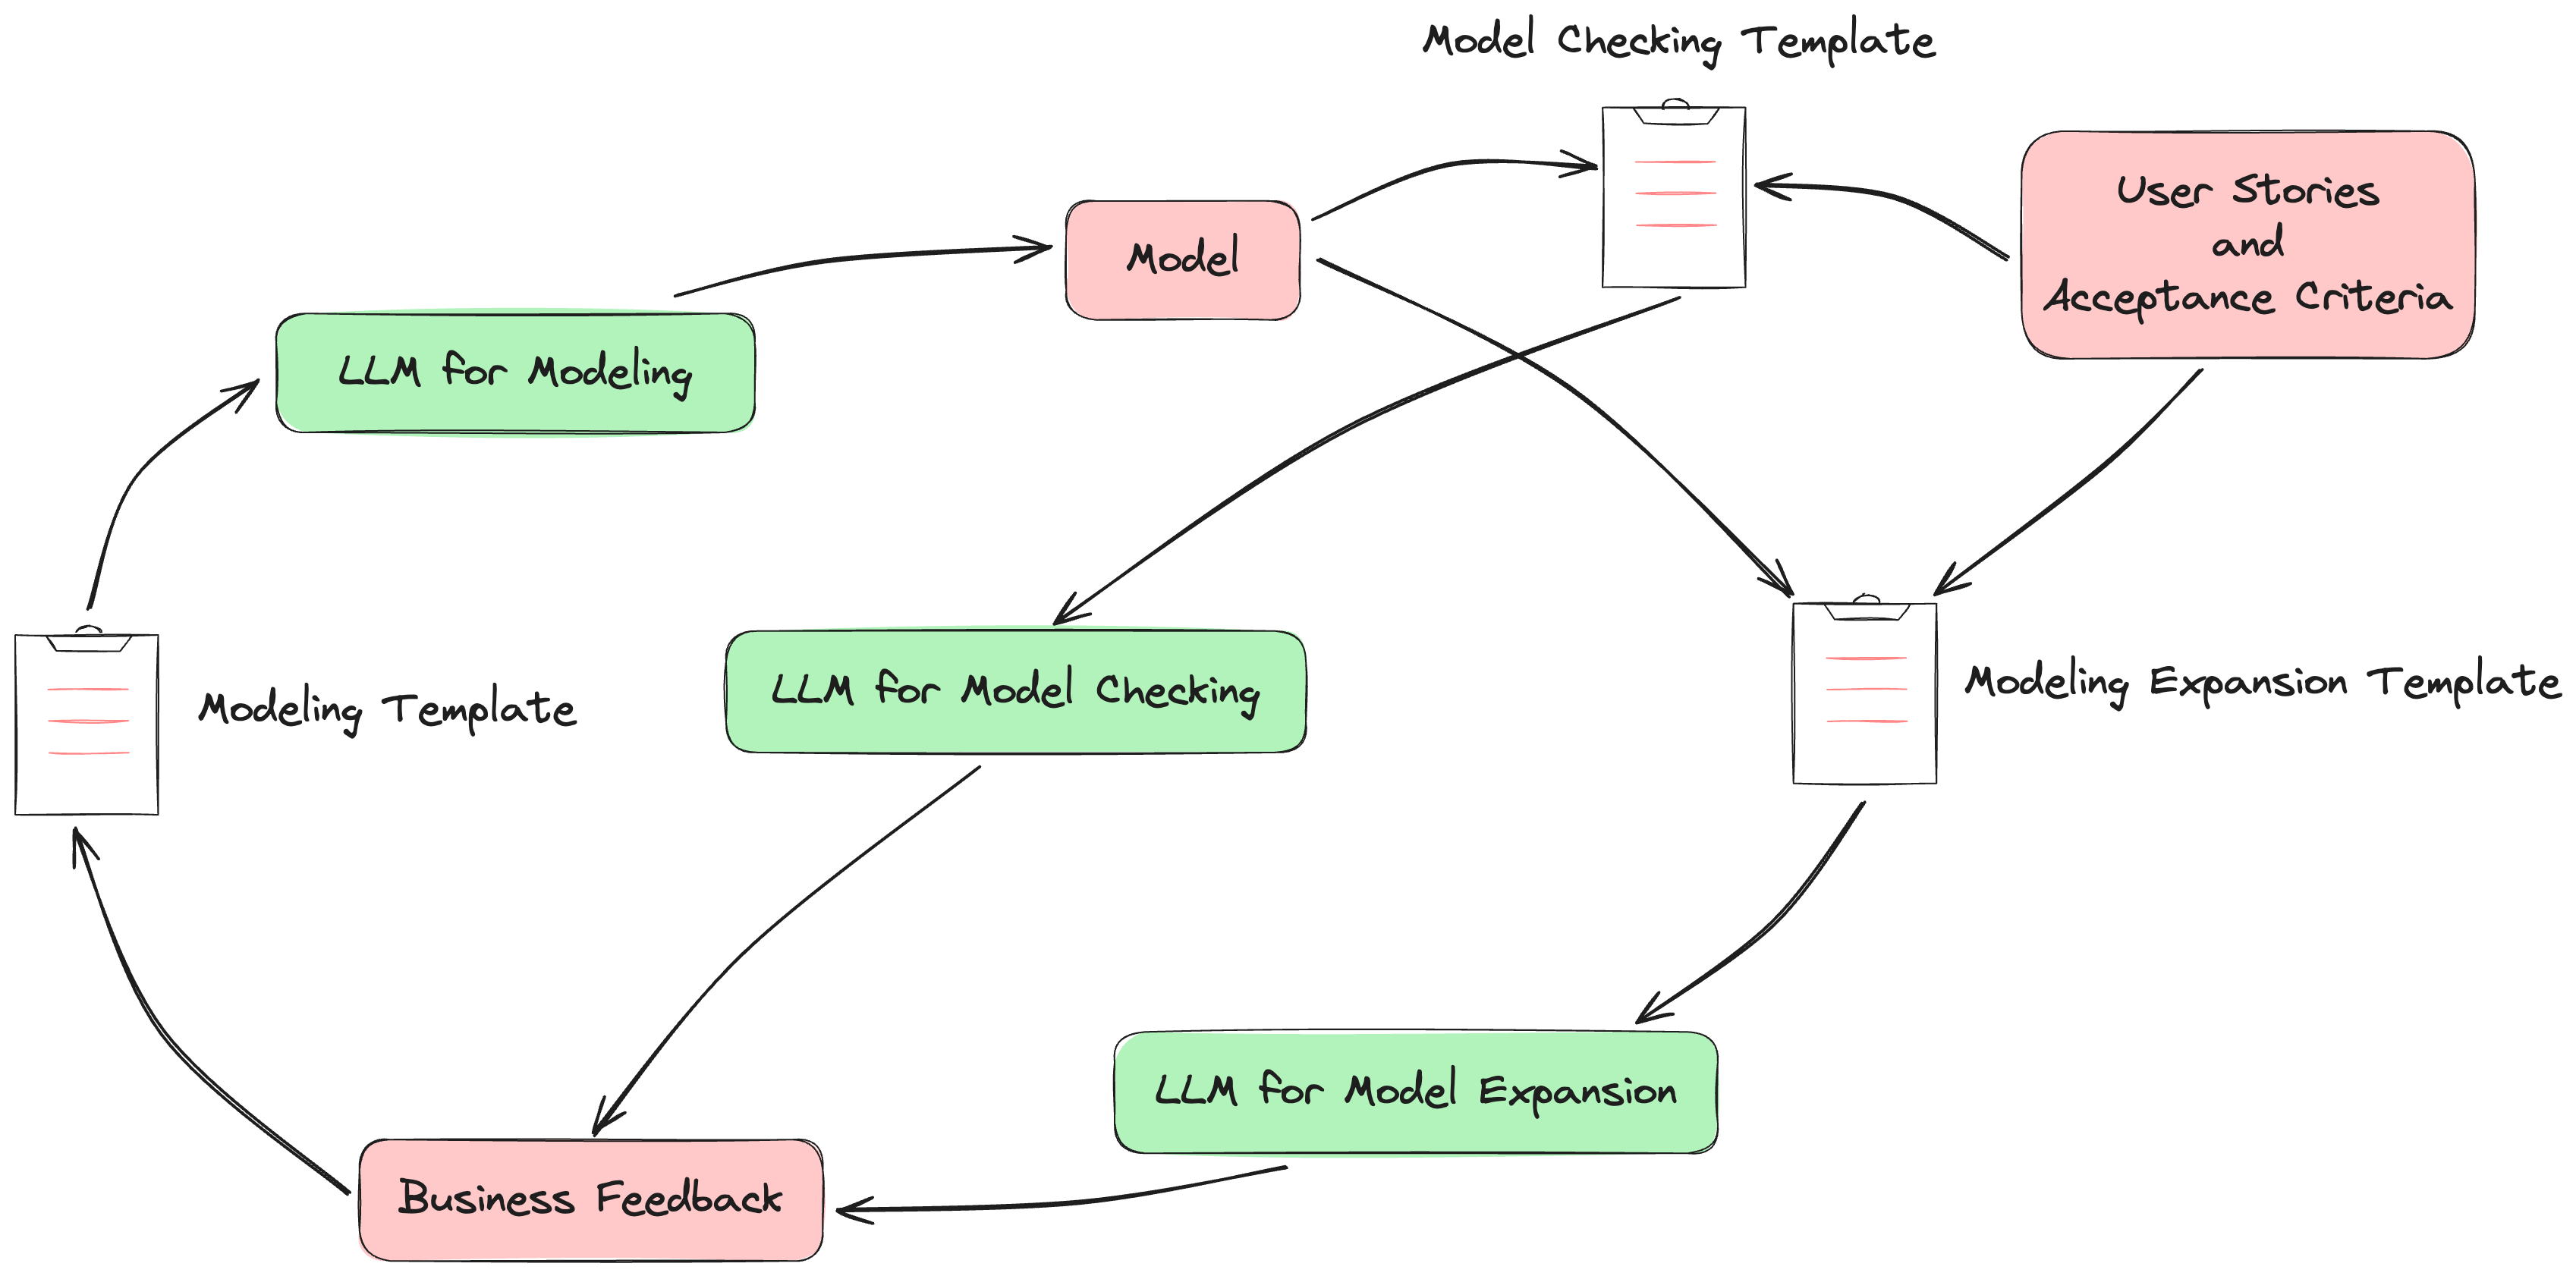 Model Checking Template
User Stories
and
Acceptance Criteria
Model
LLM for Modeling
Modeling Template
LLM for Model Checking
Modeling Expansion Template
LLM for Model Expansion
Business Feedback